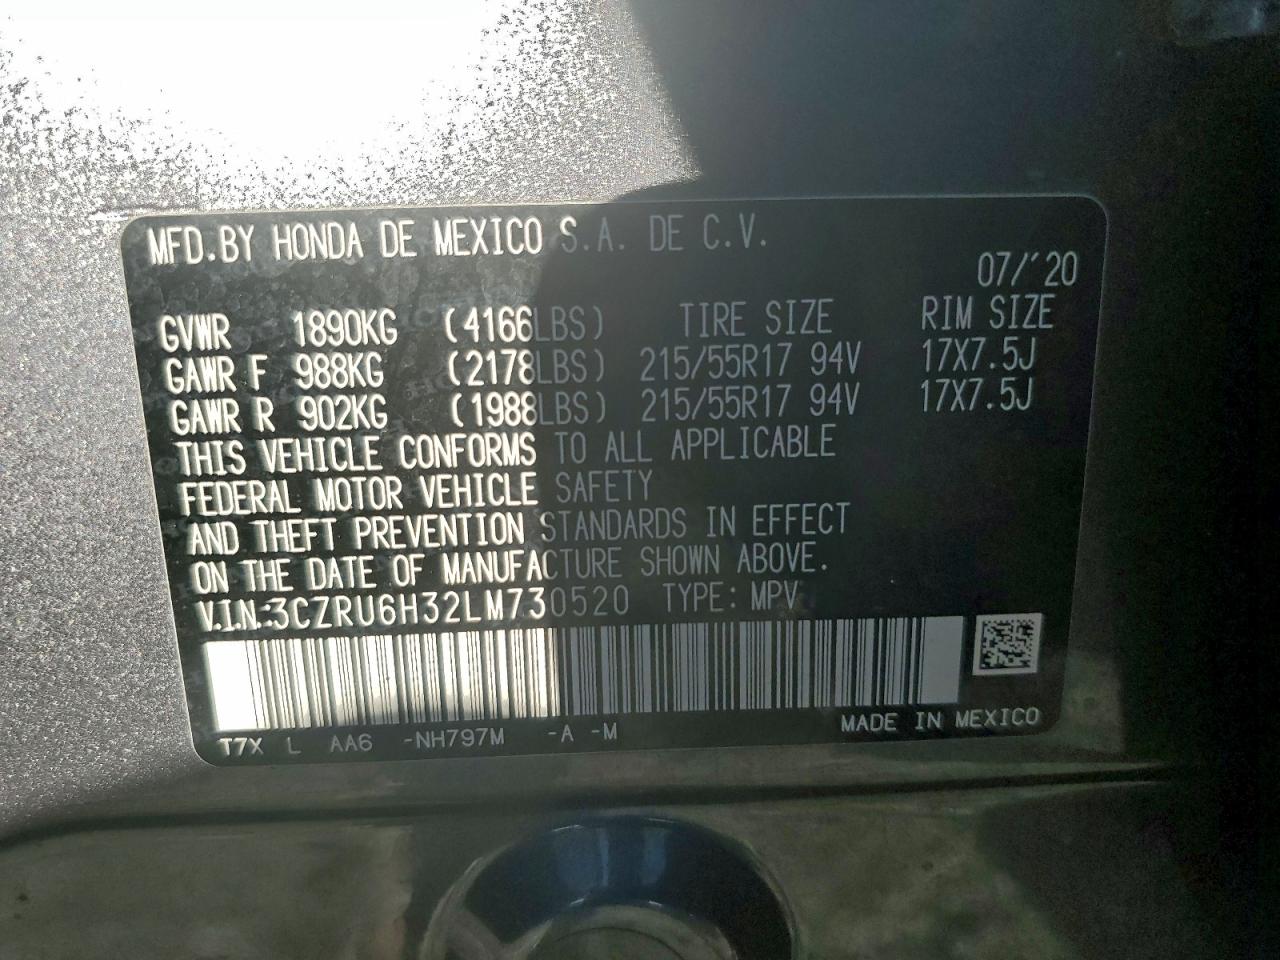 MFD.BY HONDA DE MEXICO S.A. DE C.V.
07/'20
GVWR 1890KG (4166LBS) TIRE SIZE RIM SIZE
GAWR F 988KG (2178LBS) 215/55R17 94V 17X7.5J
GAWR R 902KG (1988LBS) 215/55R17 94V 17X7.5J
THIS VEHICLE CONFORMS TO ALL APPLICABLE
FEDERAL MOTOR VEHICLE SAFETY
AND THEFT PREVENTION STANDARDS IN EFFECT
ON THE DATE OF MANUFACTURE SHOWN ABOVE.
V.I.N.:3CZRU6H32LM730520 TYPE: MPV
T7X L AA6 -NH797M -A -M MADE IN MEXICO